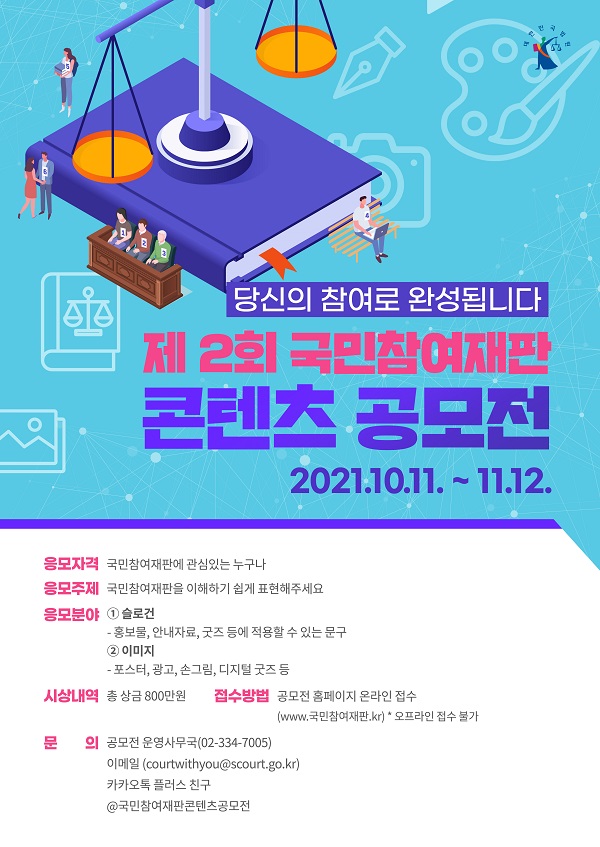 대한민국법원
당신의 참여로 완성됩니다
제 2회 국민참여재판
콘텐츠 공모전
2021.10.11. ~ 11.12.
응모자격 국민참여재판에 관심있는 누구나
응모주제 국민참여재판을 이해하기 쉽게 표현해주세요
응모분야 ① 슬로건
- 홍보물, 안내자료, 굿즈 등에 적용할 수 있는 문구
② 이미지
- 포스터, 광고, 손그림, 디지털 굿즈 등
시상내역 총 상금 800만원 접수방법 공모전 홈페이지 온라인 접수
(www.국민참여재판.kr) * 오프라인 접수 불가
문 의 공모전 운영사무국(02-334-7005)
이메일 (courtwithyou@scourt.go.kr)
카카오톡 플러스 친구
@국민참여재판콘텐츠공모전